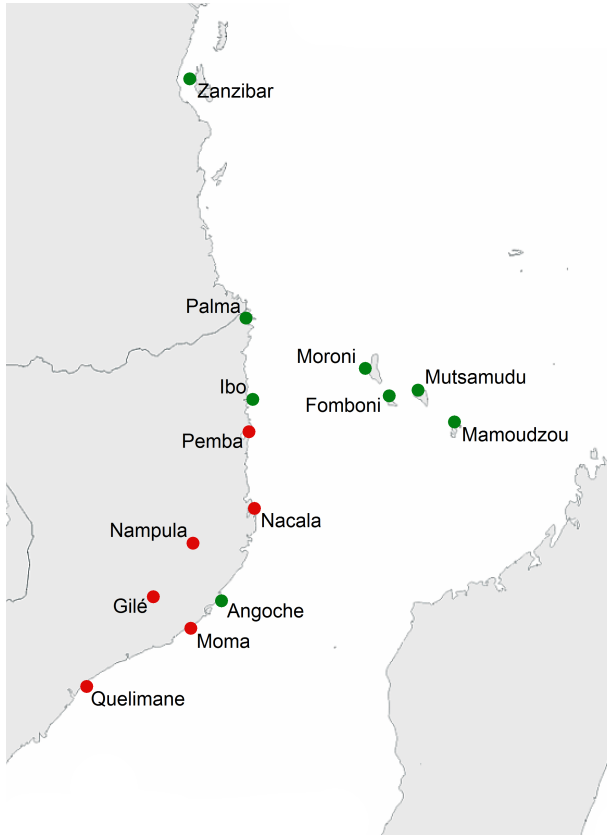 Zanzibar
Palma
Moroni
Mutsamudu
Ibo
Fomboni
Mamoudzou
Pemba
Nacala
Nampula
Gilé
Angoche
Moma
Quelimane